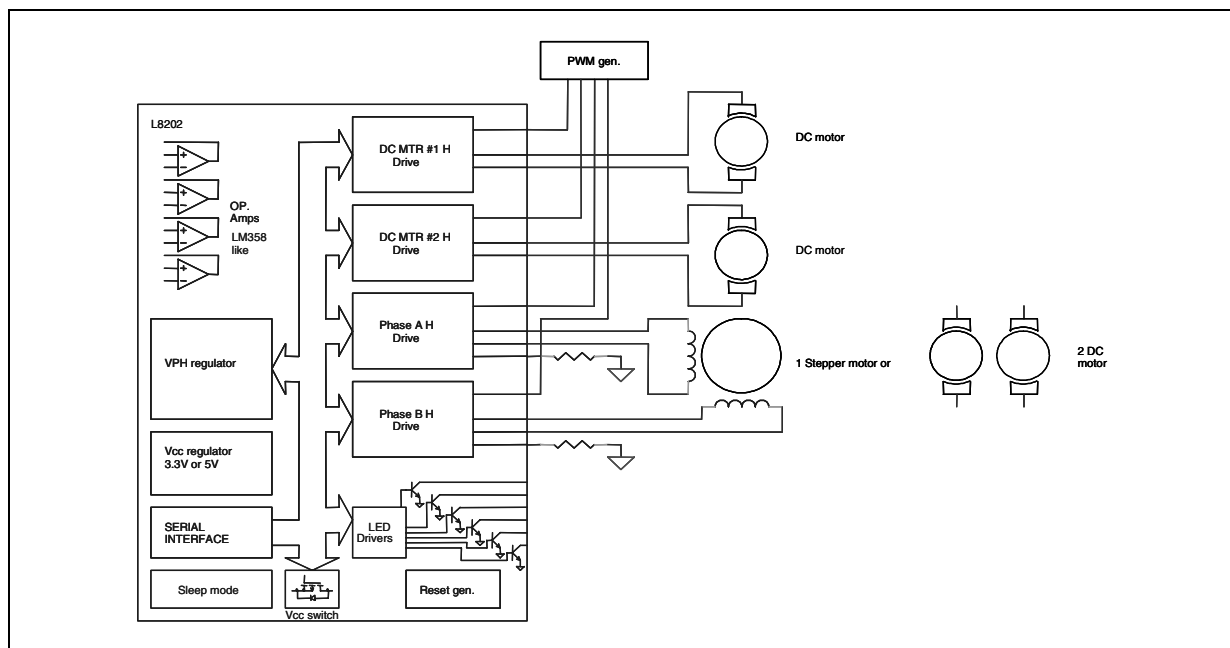 PWM gen.
L8202
DC MTR #1 H
Drive
DC motor
OP.
Amps
LM358
like
DC MTR #2 H
Drive
DC motor
VPH regulator
Phase A H
Drive
1 Stepper motor or
2 DC
motor
Phase B H
Drive
Vcc regulator
3.3V or 5V
SERIAL
INTERFACE
LED
Drivers
Sleep mode
Vcc switch
Reset gen.